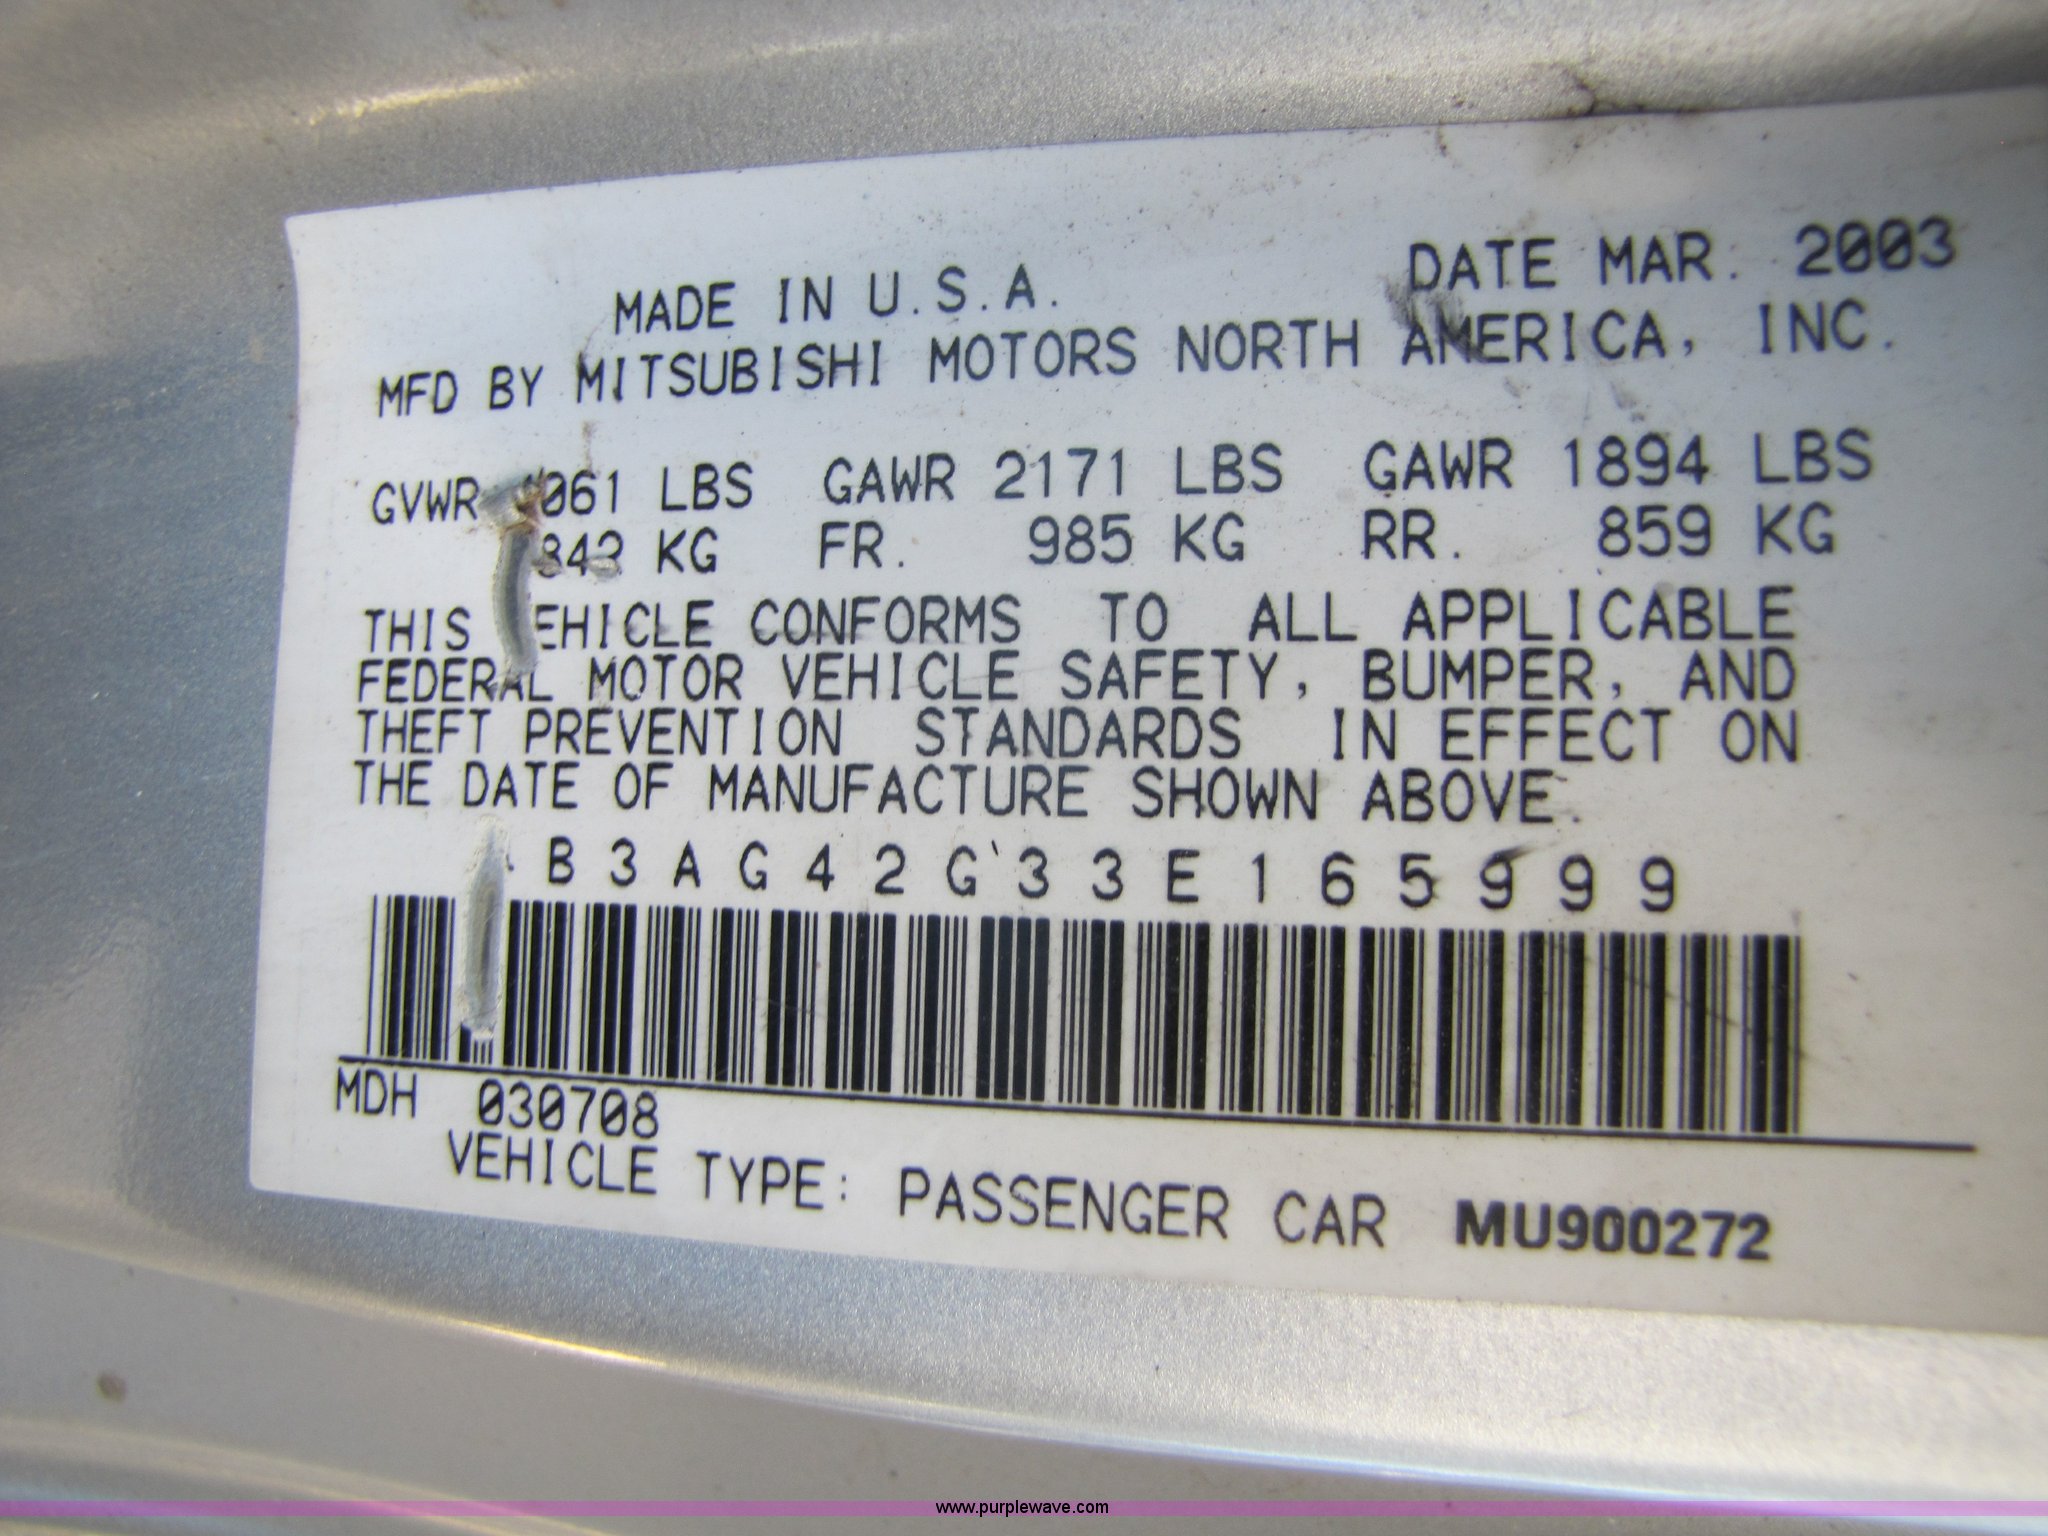 MADE IN U.S.A. DATE MAR. 2003
MFD BY MITSUBISHI MOTORS NORTH AMERICA, INC.
GVWR 4061 LBS GAWR 2171 LBS GAWR 1894 LBS
KG FR. 985 KG RR. 859 KG
THIS VEHICLE CONFORMS TO ALL APPLICABLE
FEDERAL MOTOR VEHICLE SAFETY, BUMPER, AND
THEFT PREVENTION STANDARDS IN EFFECT ON
THE DATE OF MANUFACTURE SHOWN ABOVE.
B3AG42G33E165999
MDH 030708
VEHICLE TYPE: PASSENGER CAR MU900272
www.purplewave.com